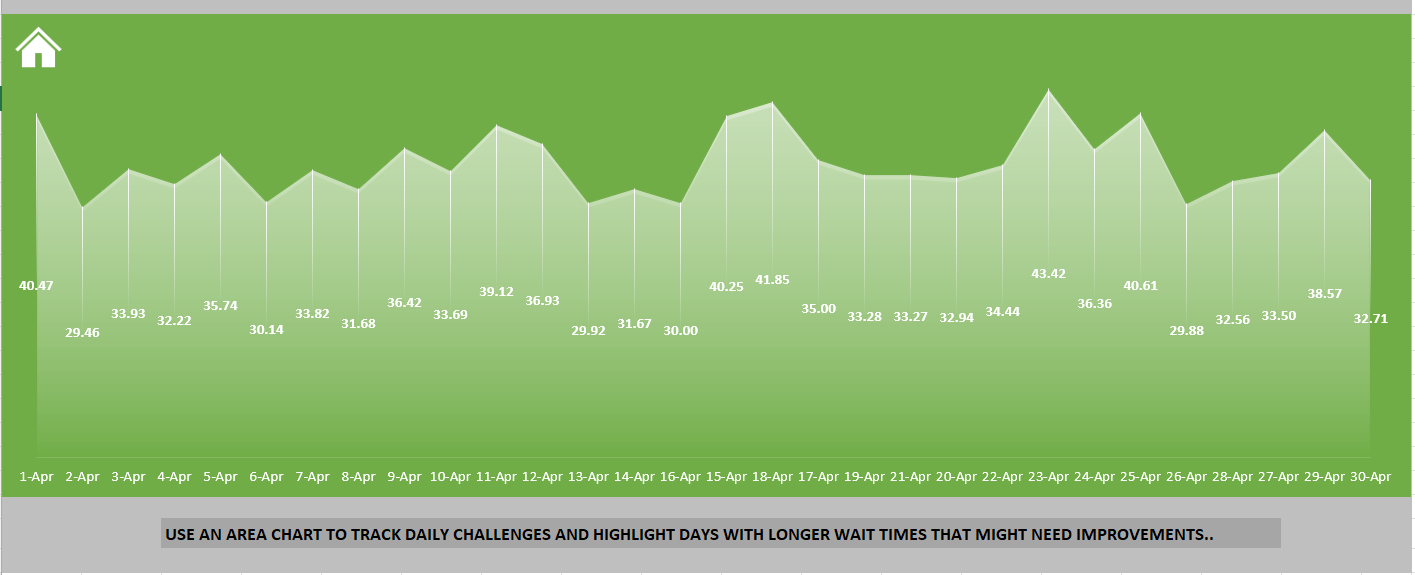 40.47 29.46 33.93 32.22 35.74 30.14 33.82 31.68 36.42 33.69 39.12 36.93 29.92 31.67 30.00 40.25 41.85 35.00 33.28 33.27 32.94 34.44 43.42 36.36 40.61 29.88 32.56 33.50 38.57 32.71
1-Apr 2-Apr 3-Apr 4-Apr 5-Apr 6-Apr 7-Apr 8-Apr 9-Apr 10-Apr 11-Apr 12-Apr 13-Apr 14-Apr 16-Apr 15-Apr 18-Apr 17-Apr 19-Apr 21-Apr 20-Apr 22-Apr 23-Apr 24-Apr 25-Apr 26-Apr 28-Apr 27-Apr 29-Apr 30-Apr
USE AN AREA CHART TO TRACK DAILY CHALLENGES AND HIGHLIGHT DAYS WITH LONGER WAIT TIMES THAT MIGHT NEED IMPROVEMENTS..